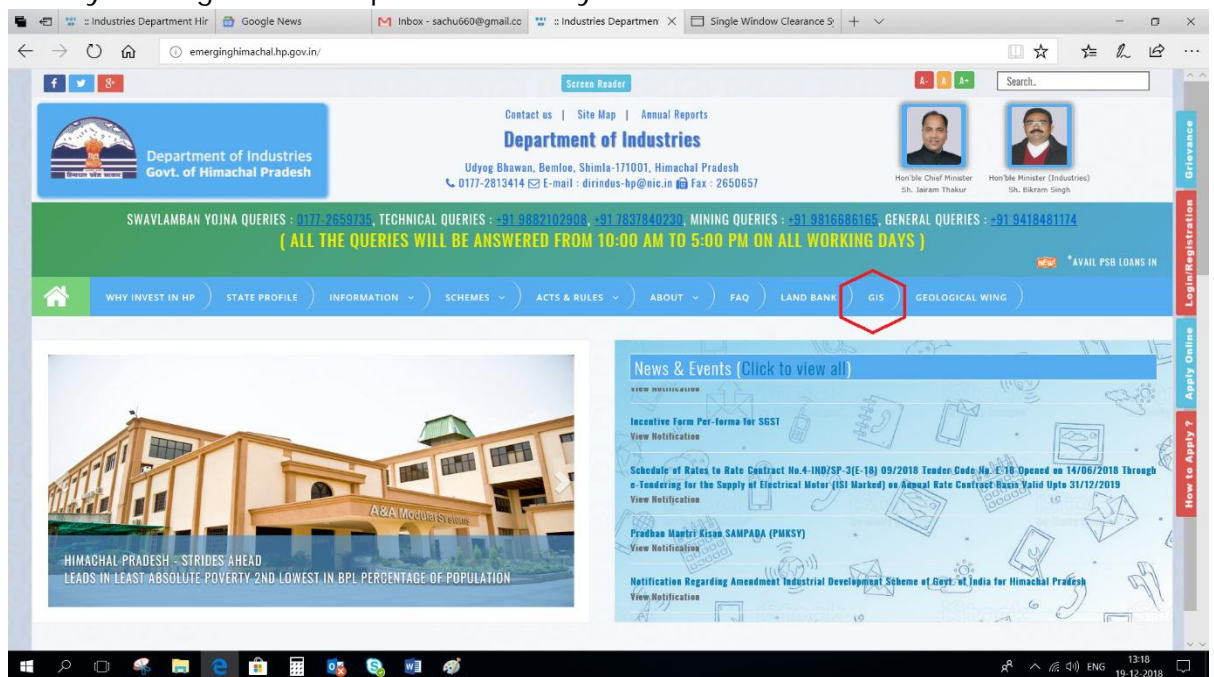 :: Industries Department Hir
Google News
Inbox - sachu660@gmail.cc
:: Industries Departmen
Single Window Clearance S
emerginghimachal.hp.gov.in/
Screen Reader
A- A A+
Search..
Department of Industries
Govt. of Himachal Pradesh
Contact us | Site Map | Annual Reports
Department of Industries
Udyog Bhawan, Bemloe, Shimla-171001, Himachal Pradesh
0177-2813414 E-mail : dirindus-hp@nic.in Fax : 2650657
Hon'ble Chief Minister
Sh. Jairam Thakur
Hon'ble Minister (Industries)
Sh. Bikram Singh
SWAVLAMBAN YOJNA QUERIES : 0177-2659735, TECHNICAL QUERIES : +91 9882102908, +91 7837840230, MINING QUERIES : +91 9816686165, GENERAL QUERIES : +91 9418481174
( ALL THE QUERIES WILL BE ANSWERED FROM 10:00 AM TO 5:00 PM ON ALL WORKING DAYS )
NEW *AVAIL PSB LOANS IN
WHY INVEST IN HP
STATE PROFILE
INFORMATION
SCHEMES
ACTS & RULES
ABOUT
FAQ
LAND BANK
GIS
GEOLOGICAL WING
Grievance
Login/Registration
Apply Online
How to Apply ?
A&A Modular Systems
HIMACHAL PRADESH - STRIDES AHEAD
LEADS IN LEAST ABSOLUTE POVERTY 2ND LOWEST IN BPL PERCENTAGE OF POPULATION
News & Events (Click to view all)
View Notification
Incentive Form Per-forma for SGST
View Notification
Schedule of Rates to Rate Contract No.4-IND/SP-3(E-18) 09/2018 Tender Code No. E-18 Opened on 14/06/2018 Through
e-Tendering for the Supply of Electrical Motor (ISI Marked) on Annual Rate Contract Basis Valid Upto 31/12/2019
View Notification
Pradhan Mantri Kisan SAMPADA (PMKSY)
View Notification
Notification Regarding Amendment Industrial Development Scheme of Govt. of India for Himachal Pradesh
View Notification
ENG
13:18
19-12-2018